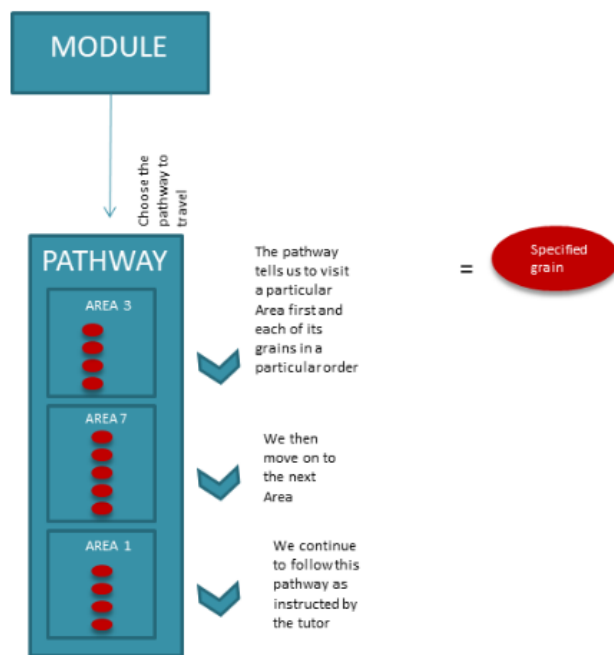 MODULE
Choose the
pathway to
travel
PATHWAY
AREA 3
The pathway
tells us to visit
a particular
Area first and
each of its
grains in a
particular order
=
Specified
grain
AREA 7
We then
move on to
the next
Area
AREA 1
We continue
to follow this
pathway as
instructed by
the tutor